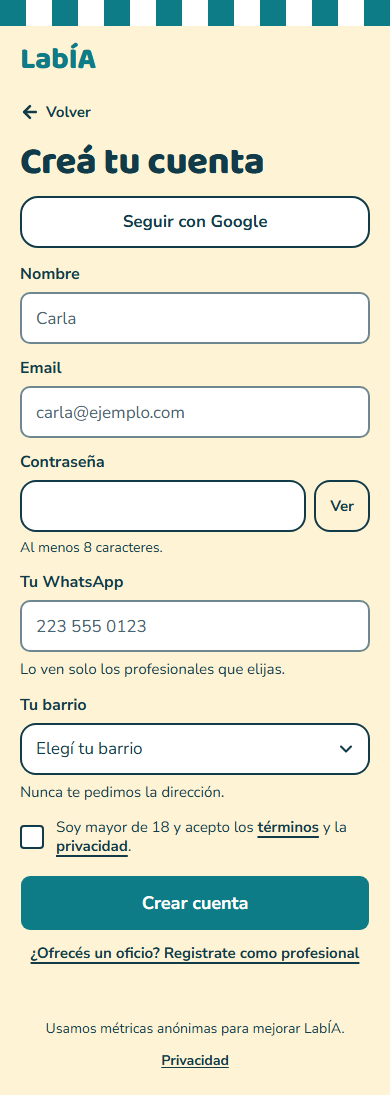 LabÍA
Volver
Creá tu cuenta
Seguir con Google
Nombre
Carla
Email
carla@ejemplo.com
Contraseña
Ver
Al menos 8 caracteres.
Tu WhatsApp
223 555 0123
Lo ven solo los profesionales que elijas.
Tu barrio
Elegí tu barrio
Nunca te pedimos la dirección.
Soy mayor de 18 y acepto los términos y la
privacidad.
Crear cuenta
¿Ofrecés un oficio? Registrate como profesional
Usamos métricas anónimas para mejorar LabÍA.
Privacidad